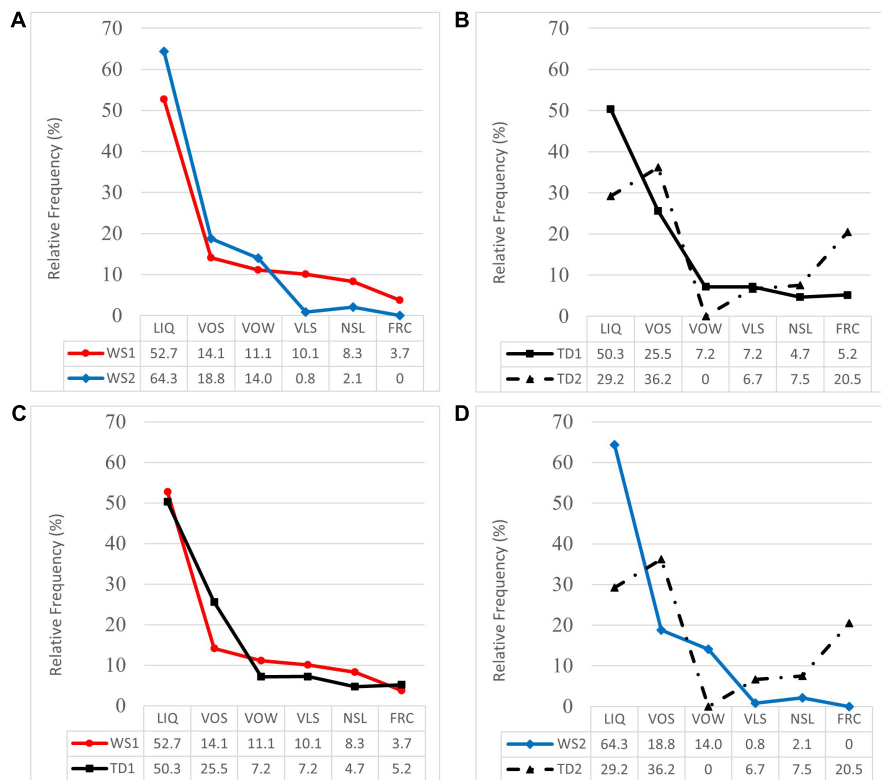 A
Relative Frequency (%)
70
60
50
40
30
20
10
0
LIQ VOS VOW VLS NSL FRC
WS1 52.7 14.1 11.1 10.1 8.3 3.7
WS2 64.3 18.8 14.0 0.8 2.1 0
B
Relative Frequency (%)
70
60
50
40
30
20
10
0
LIQ VOS VOW VLS NSL FRC
TD1 50.3 25.5 7.2 7.2 4.7 5.2
TD2 29.2 36.2 0 6.7 7.5 20.5
C
Relative Frequency (%)
70
60
50
40
30
20
10
0
LIQ VOS VOW VLS NSL FRC
WS1 52.7 14.1 11.1 10.1 8.3 3.7
TD1 50.3 25.5 7.2 7.2 4.7 5.2
D
Relative Frequency (%)
70
60
50
40
30
20
10
0
LIQ VOS VOW VLS NSL FRC
WS2 64.3 18.8 14.0 0.8 2.1 0
TD2 29.2 36.2 0 6.7 7.5 20.5